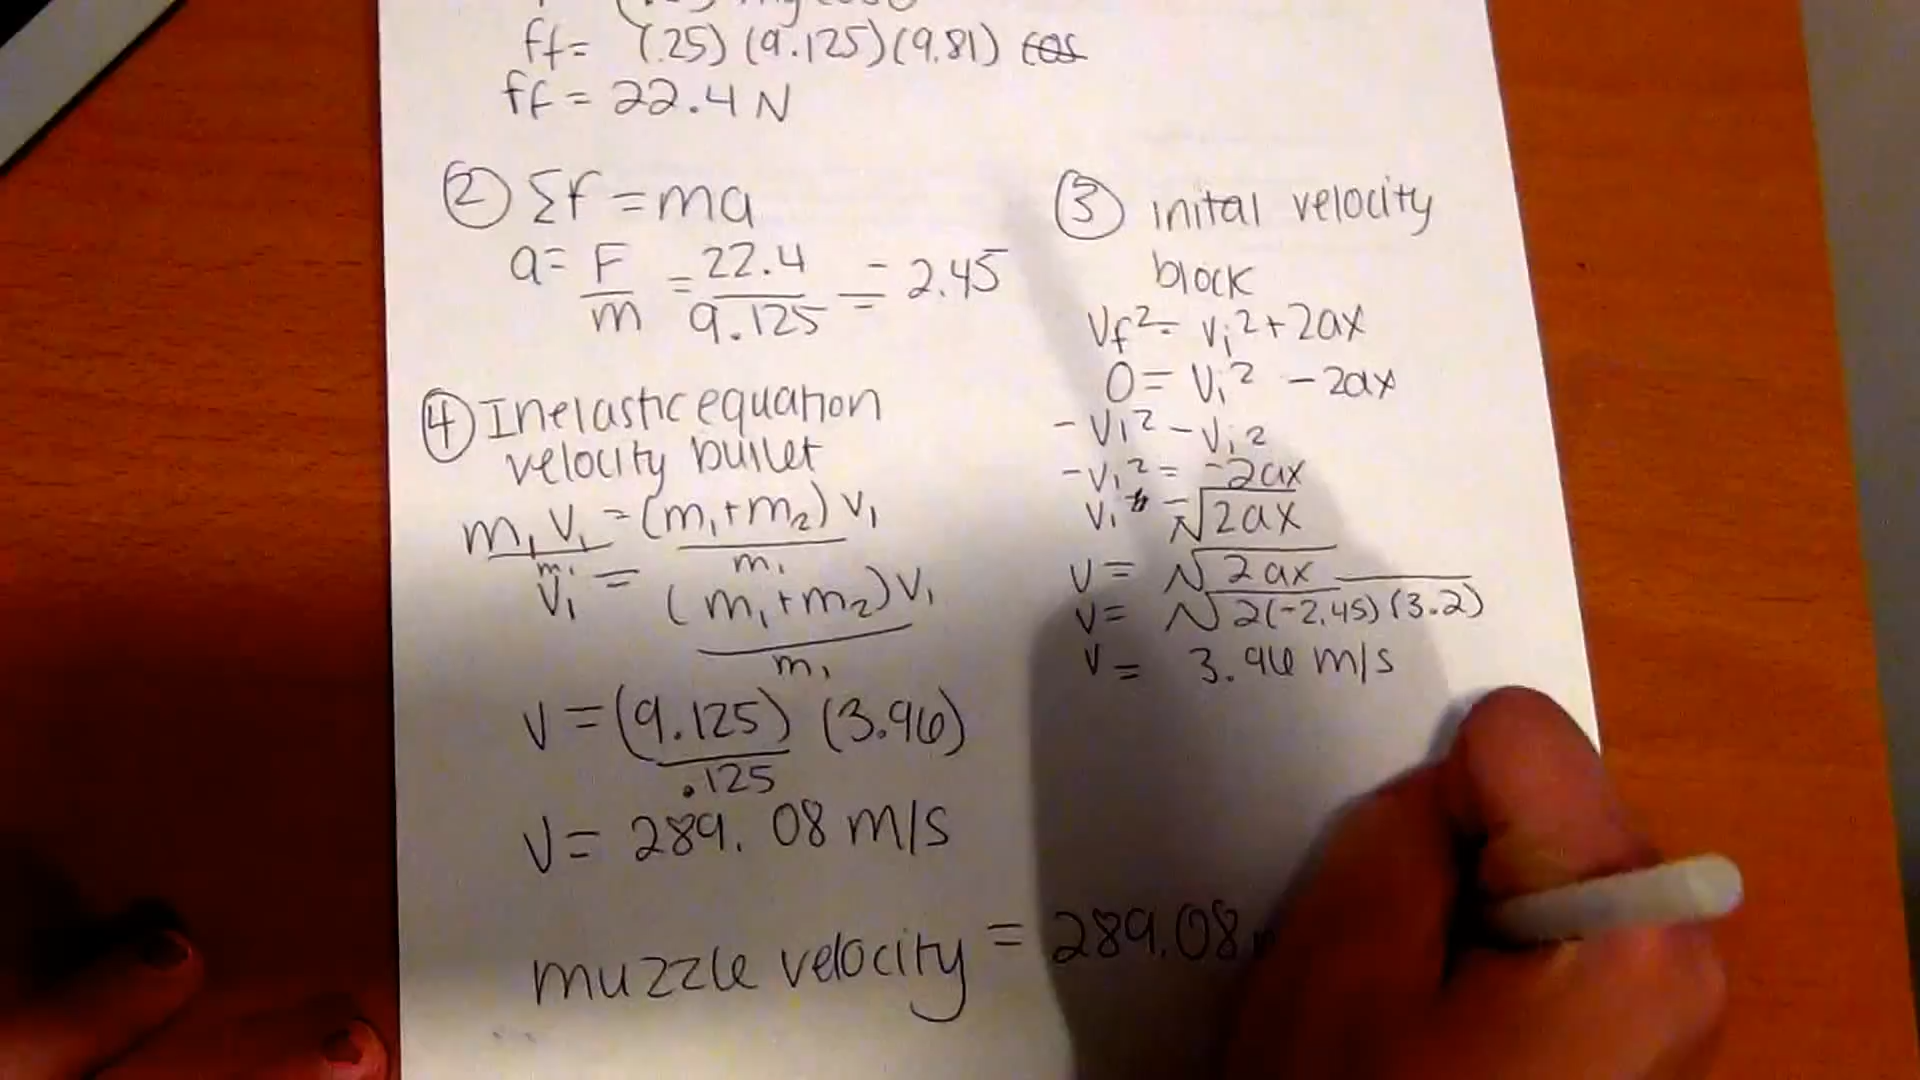 ff = (.25)(9.125)(9.81) cos
ff = 22.4 N
② Σf = ma
a = F/m = 22.4/9.125 = 2.45
④ Inelastic equation
velocity bullet
m₁v₁/m₁ = (m₁+m₂)v₁/m₁
v₁ = (m₁+m₂)v₁/m₁
v = (9.125)/.125 (3.96)
v = 289.08 m/s
③ inital velocity
block
Vf² = Vi² + 2ax
0 = Vi² - 2ax
-Vi² -Vi²
-Vi² = -2ax
Vi = √2ax
v = √2ax
v = √2(-2.45)(3.2)
v = 3.96 m/s
muzzle velocity = 289.08